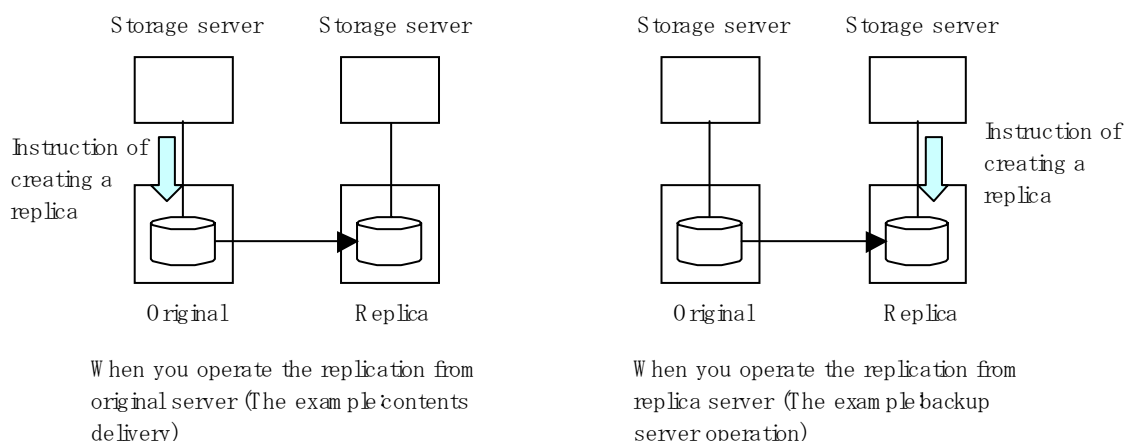 Storage server
Storage server
Instruction of
creating a
replica
Original
Replica
When you operate the replication from
original server (The example:contents
delivery)
Storage server
Storage server
Instruction of
creating a
replica
Original
Replica
When you operate the replication from
replica server (The example:backup
server operation)